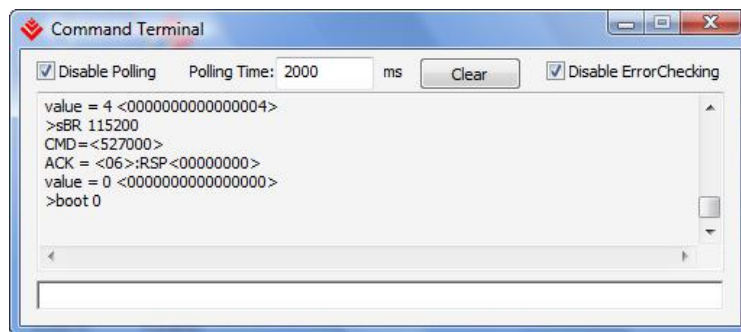 Command Terminal
Disable Polling Polling Time: 2000 ms Clear Disable ErrorChecking
value = 4 <0000000000000004>
>sBR 115200
CMD=<527000>
ACK = <06>:RSP<00000000>
value = 0 <0000000000000000>
>boot 0